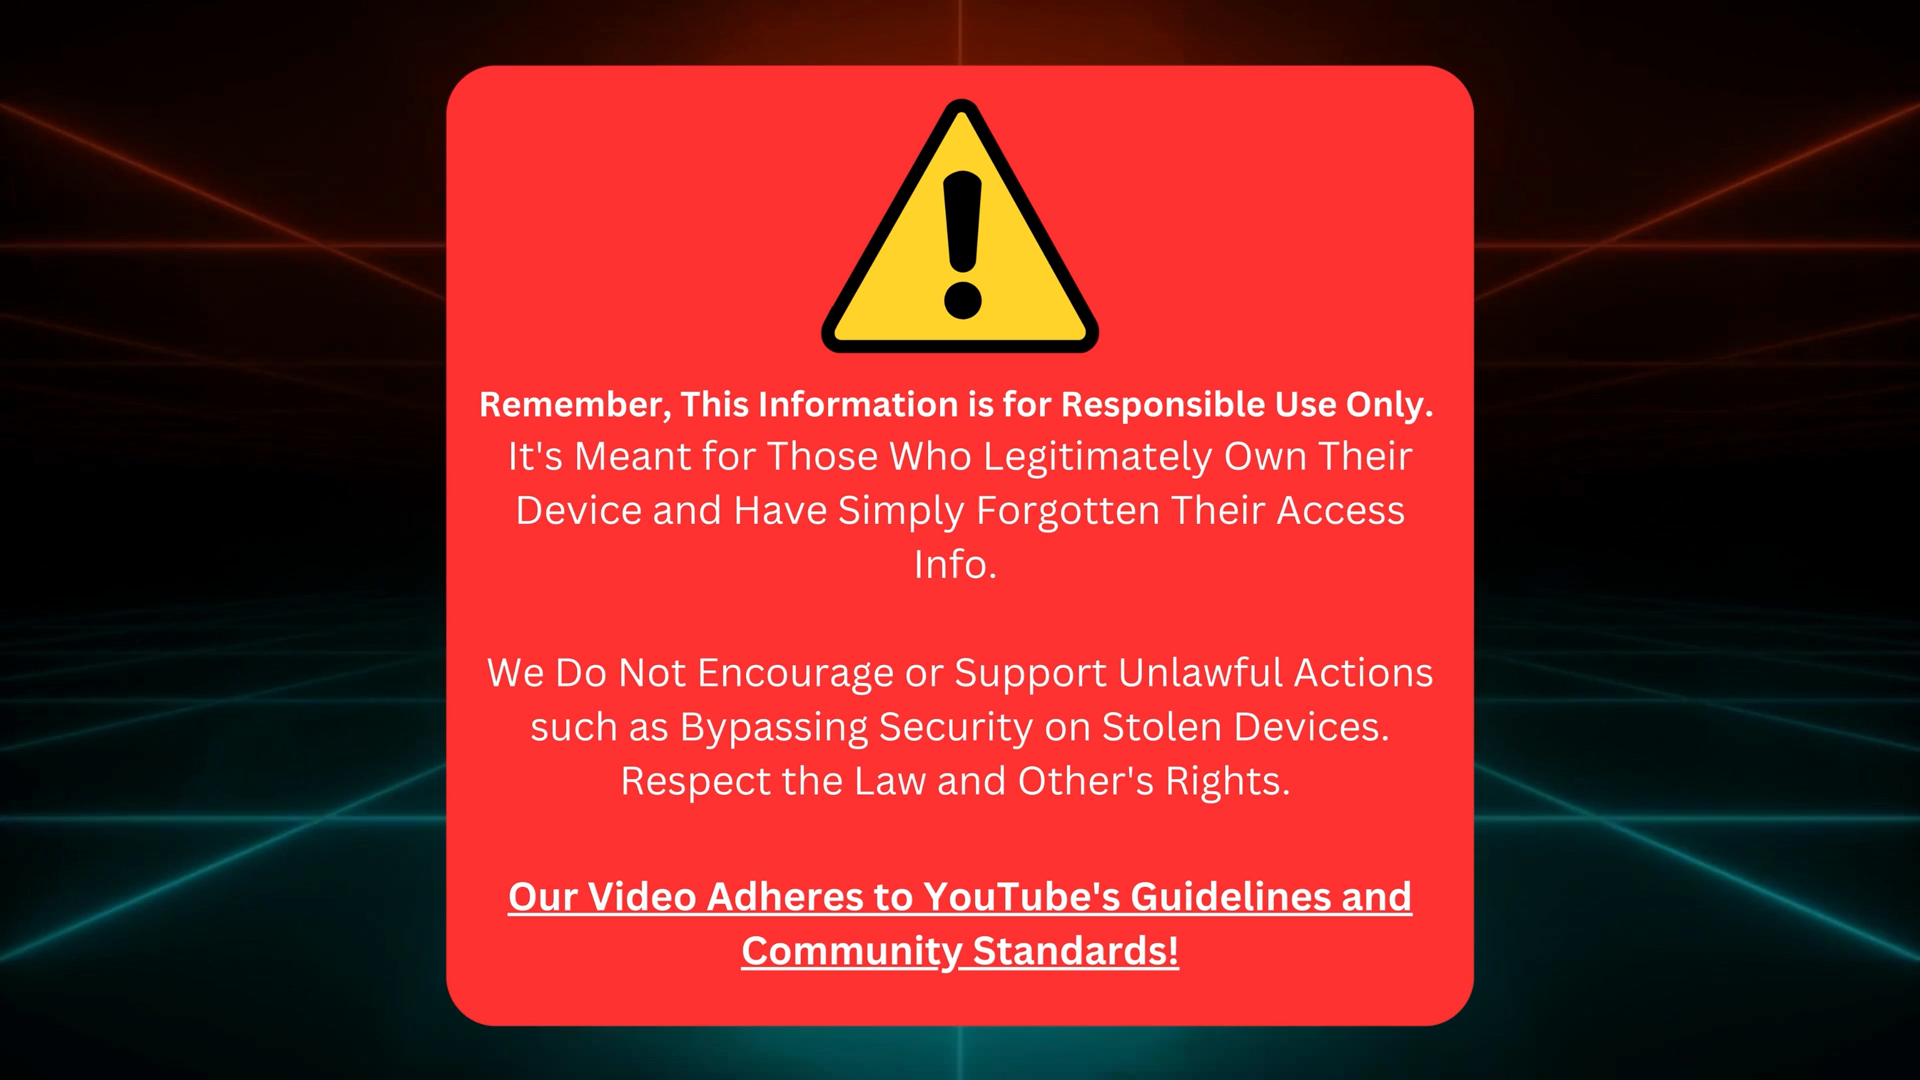 Remember, This Information is for Responsible Use Only.
It's Meant for Those Who Legitimately Own Their
Device and Have Simply Forgotten Their Access
Info.
We Do Not Encourage or Support Unlawful Actions
such as Bypassing Security on Stolen Devices.
Respect the Law and Other's Rights.
Our Video Adheres to YouTube's Guidelines and
Community Standards!